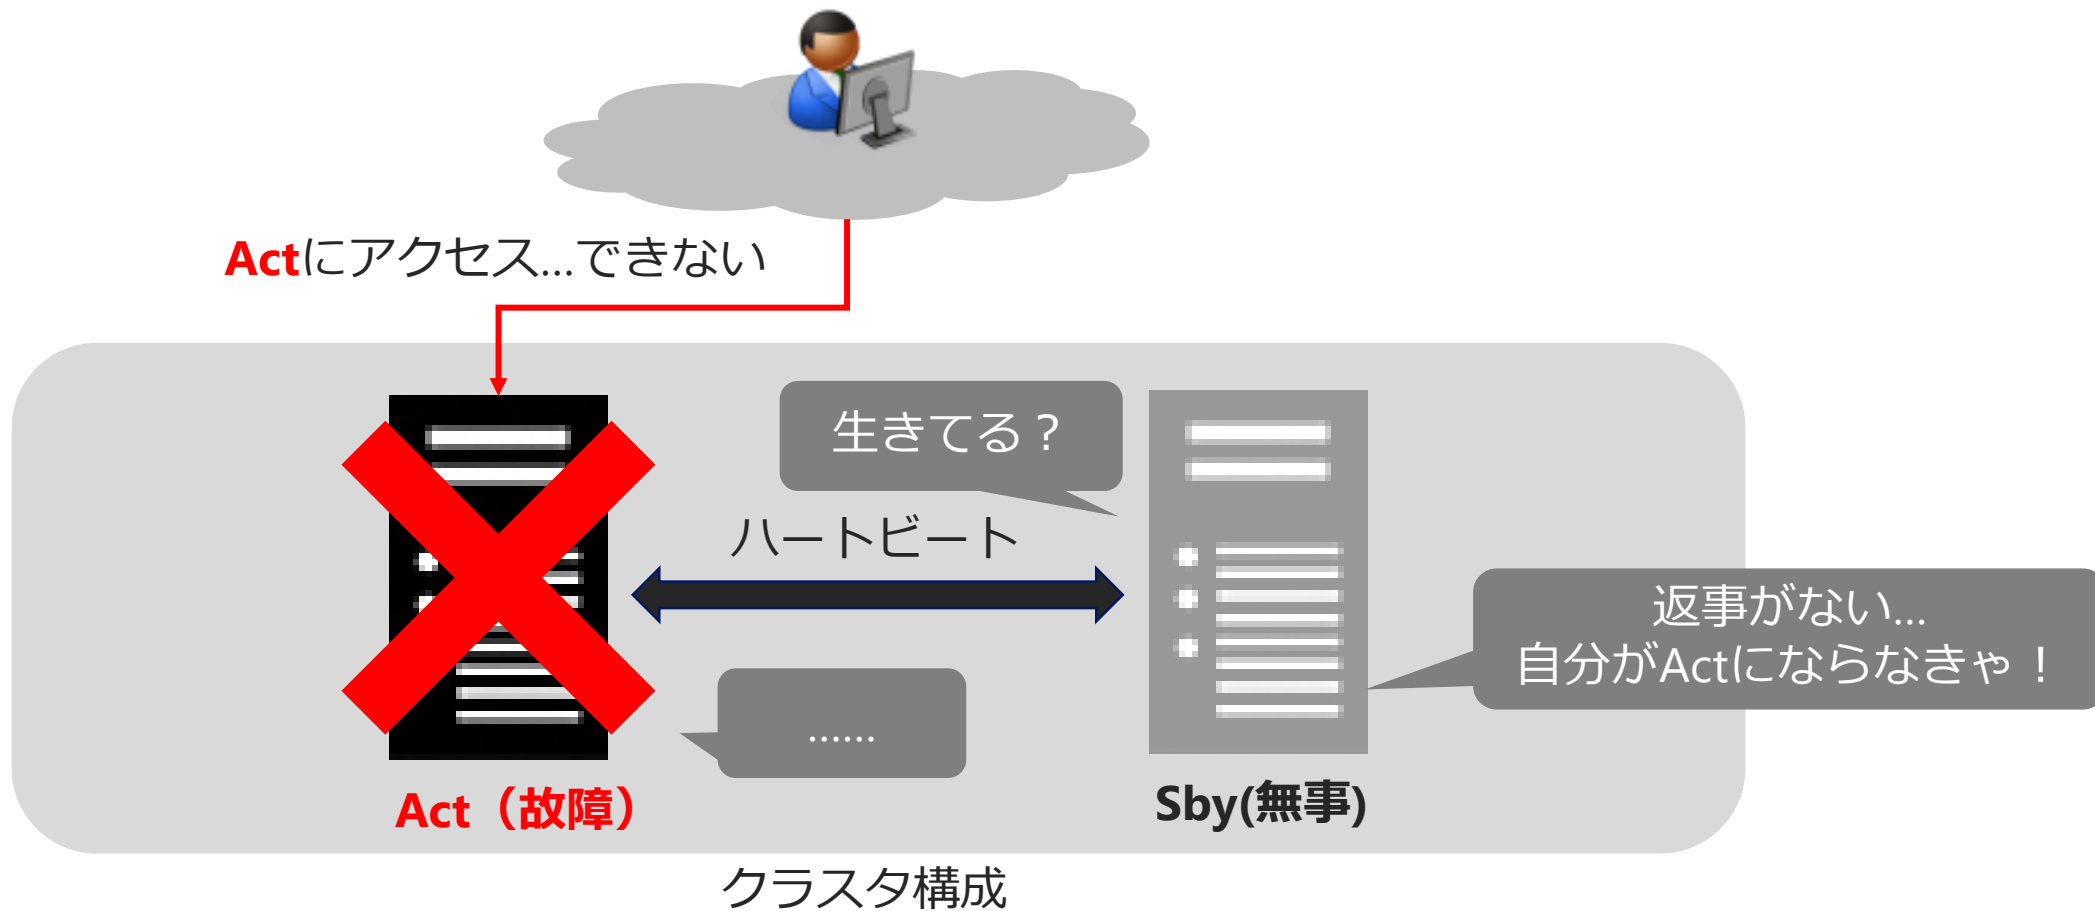 Actにアクセス…できない
生きてる？
ハートビート
返事がない…
自分がActにならなきゃ！
……
Act（故障）
Sby(無事)
クラスタ構成